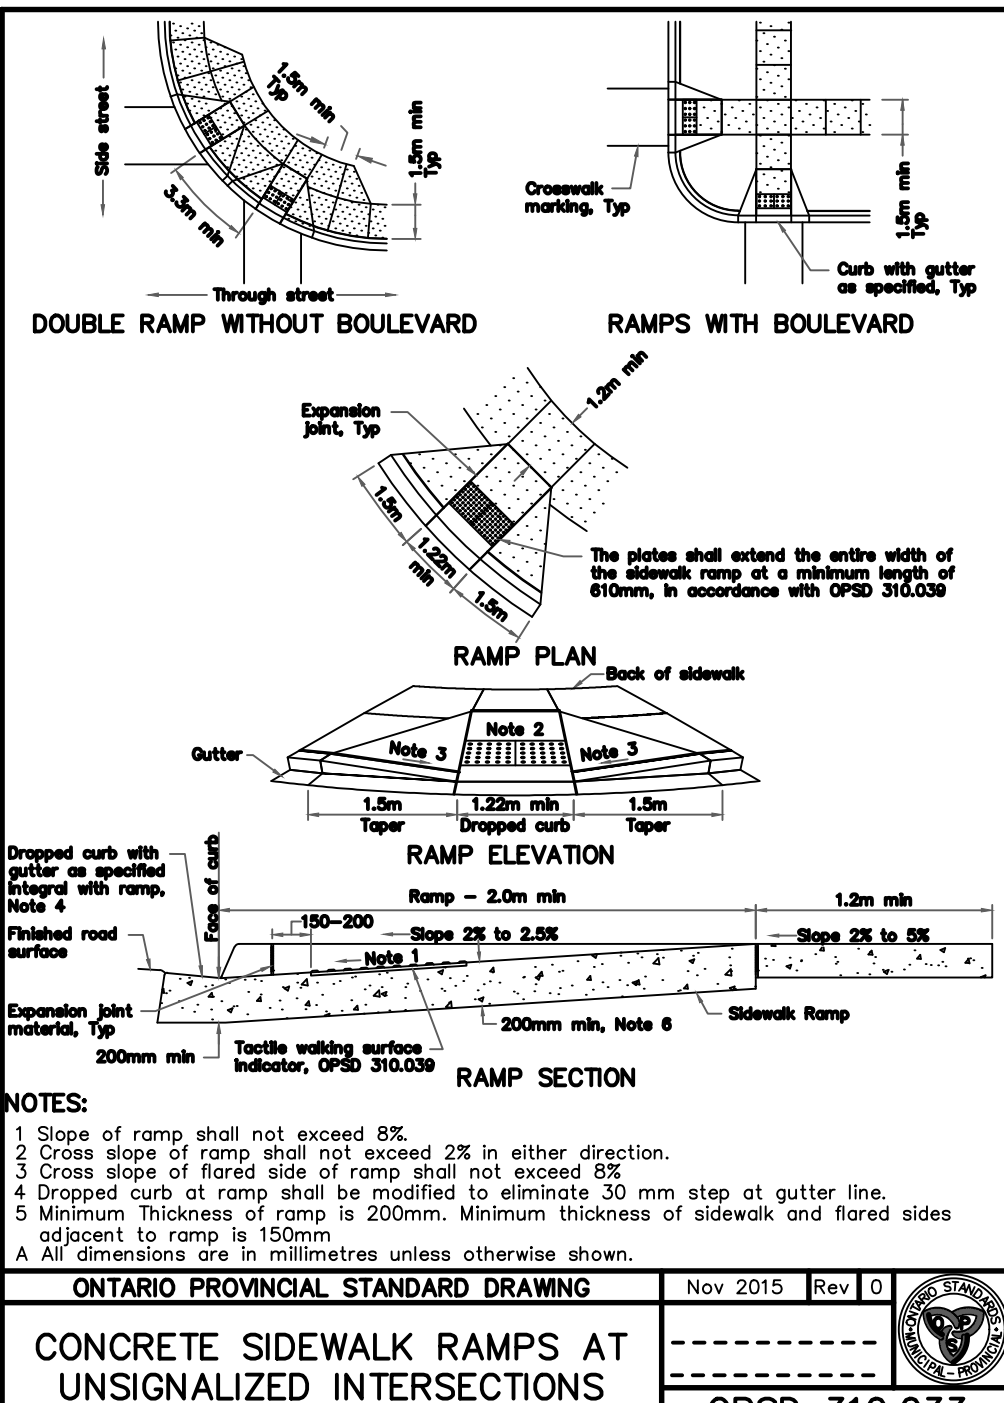 Side street
1.5m min
Typ
1.5m min
Typ
3.3m min
Through street
DOUBLE RAMP WITHOUT BOULEVARD
Crosswalk
marking, Typ
1.5m min
Typ
Curb with gutter
as specified, Typ
RAMPS WITH BOULEVARD
Expansion
joint, Typ
1.2m min
1.5m
1.22m
min
1.5m
The plates shall extend the entire width of
the sidewalk ramp at a minimum length of
610mm, in accordance with OPSD 310.039
RAMP PLAN
Back of sidewalk
Note 2
Note 3
Note 3
Gutter
1.5m
Taper
1.22m min
Dropped curb
1.5m
Taper
RAMP ELEVATION
Dropped curb with
gutter as specified
integral with ramp,
Note 4
Face of curb
Ramp - 2.0m min
1.2m min
Finished road
surface
150-200
Slope 2% to 2.5%
Slope 2% to 5%
Note 1
Expansion joint
material, Typ
200mm min
Tactile walking surface
indicator, OPSD 310.039
200mm min, Note 6
Sidewalk Ramp
RAMP SECTION
NOTES:
1 Slope of ramp shall not exceed 8%.
2 Cross slope of ramp shall not exceed 2% in either direction.
3 Cross slope of flared side of ramp shall not exceed 8%
4 Dropped curb at ramp shall be modified to eliminate 30 mm step at gutter line.
5 Minimum Thickness of ramp is 200mm. Minimum thickness of sidewalk and flared sides
adjacent to ramp is 150mm
A All dimensions are in millimetres unless otherwise shown.
ONTARIO PROVINCIAL STANDARD DRAWING
Nov 2015
Rev
0
ONTARIO STANDARDS
MUNICIPAL - PROVINCIAL
O P S
CONCRETE SIDEWALK RAMPS AT
UNSIGNALIZED INTERSECTIONS
OPSD 310.033